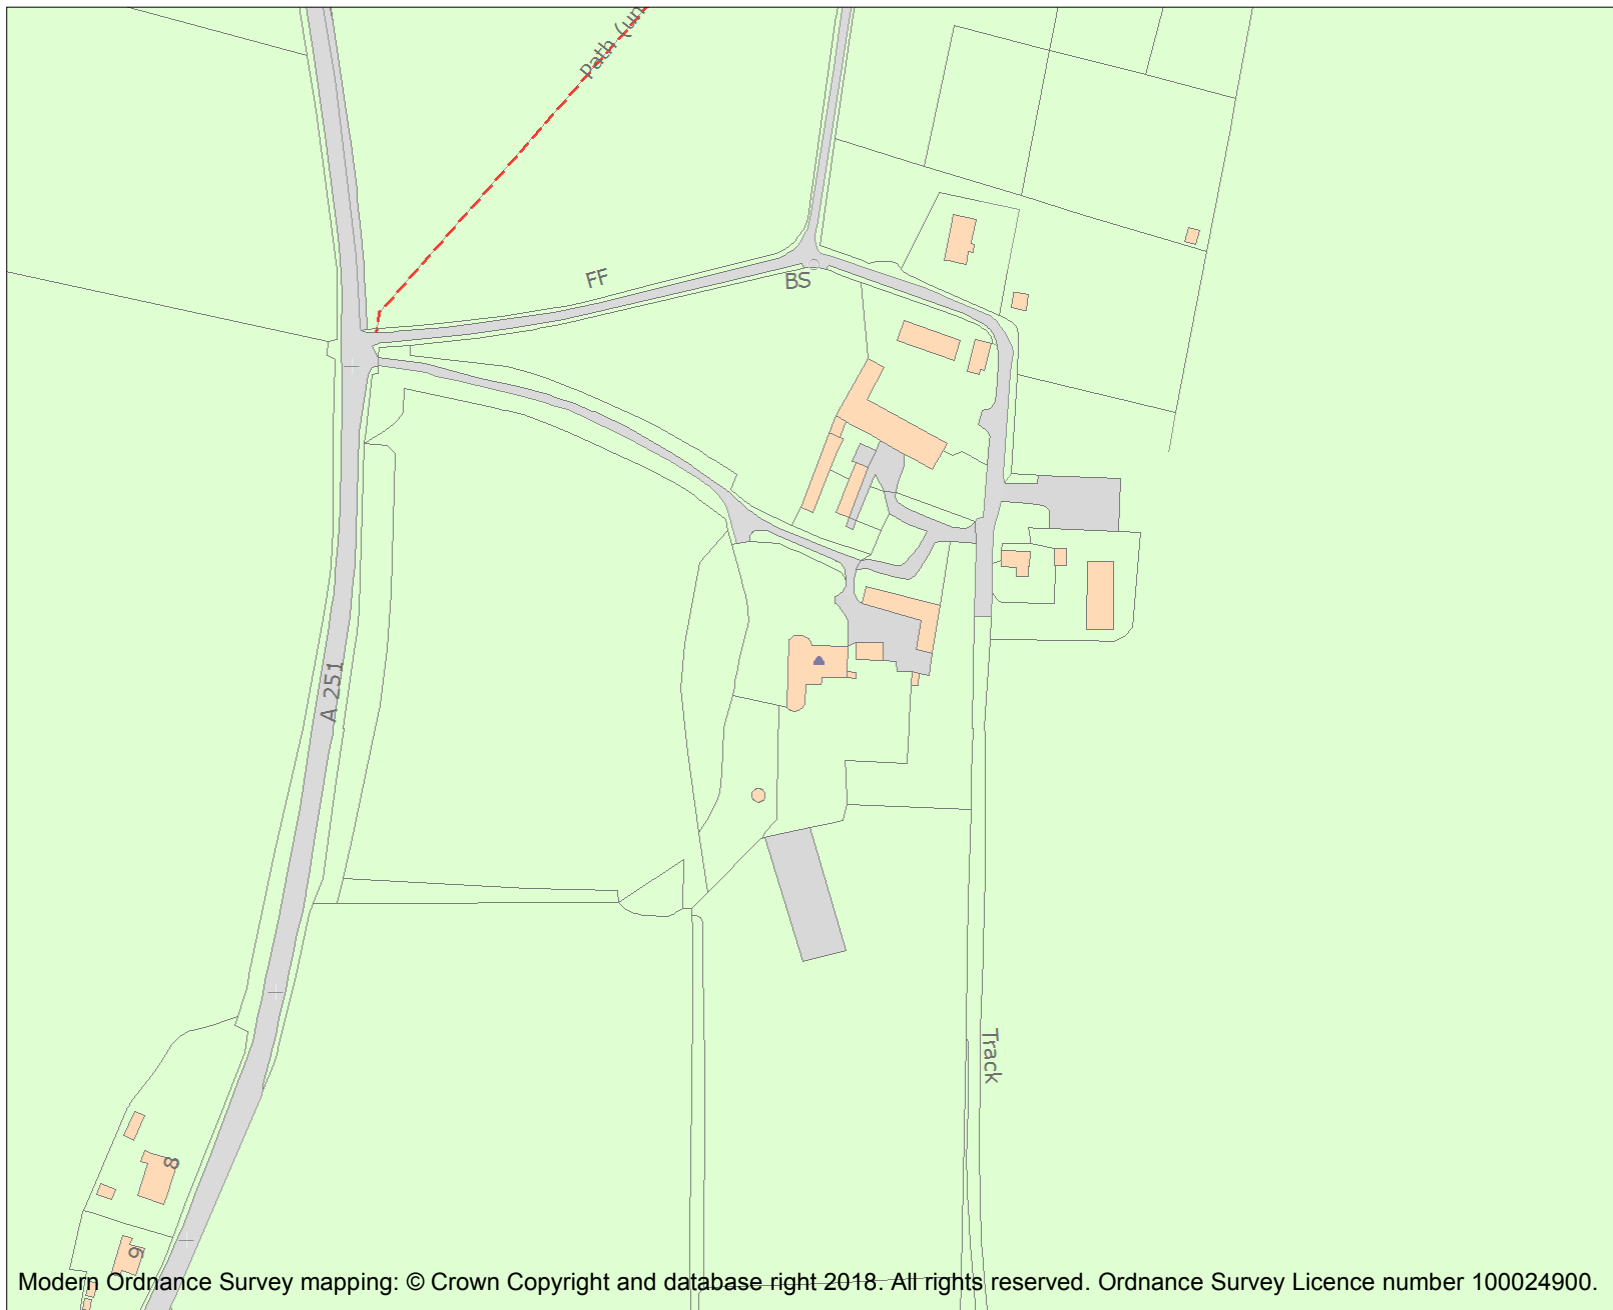 Path (un
FF
BS
A 251
Track
8
9
Modern Ordnance Survey mapping: © Crown Copyright and database right 2018. All rights reserved. Ordnance Survey Licence number 100024900.